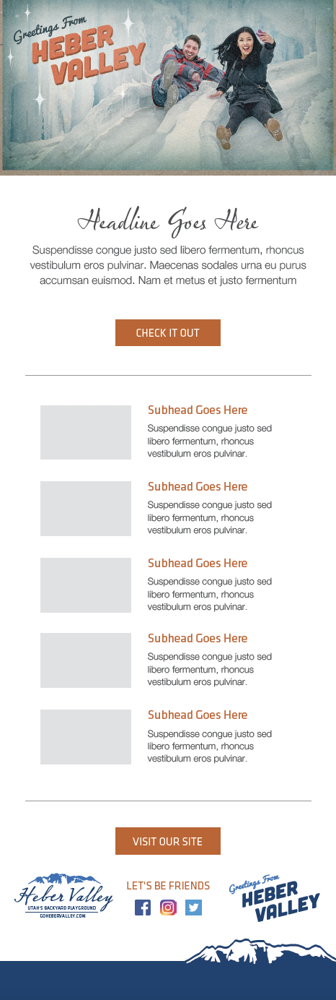 Greetings From
HEBER
VALLEY
Headline Goes Here
Suspendisse congue justo sed libero fermentum, rhoncus
vestibulum eros pulvinar. Maecenas sodales urna eu purus
accumsan euismod. Nam et metus et justo fermentum
CHECK IT OUT
Subhead Goes Here
Suspendisse congue justo sed
libero fermentum, rhoncus
vestibulum eros pulvinar.
Subhead Goes Here
Suspendisse congue justo sed
libero fermentum, rhoncus
vestibulum eros pulvinar.
Subhead Goes Here
Suspendisse congue justo sed
libero fermentum, rhoncus
vestibulum eros pulvinar.
Subhead Goes Here
Suspendisse congue justo sed
libero fermentum, rhoncus
vestibulum eros pulvinar.
Subhead Goes Here
Suspendisse congue justo sed
libero fermentum, rhoncus
vestibulum eros pulvinar.
VISIT OUR SITE
Heber Valley
UTAH'S BACKYARD PLAYGROUND
GOHEBERVALLEY.COM
LET'S BE FRIENDS
Greetings From
HEBER
VALLEY